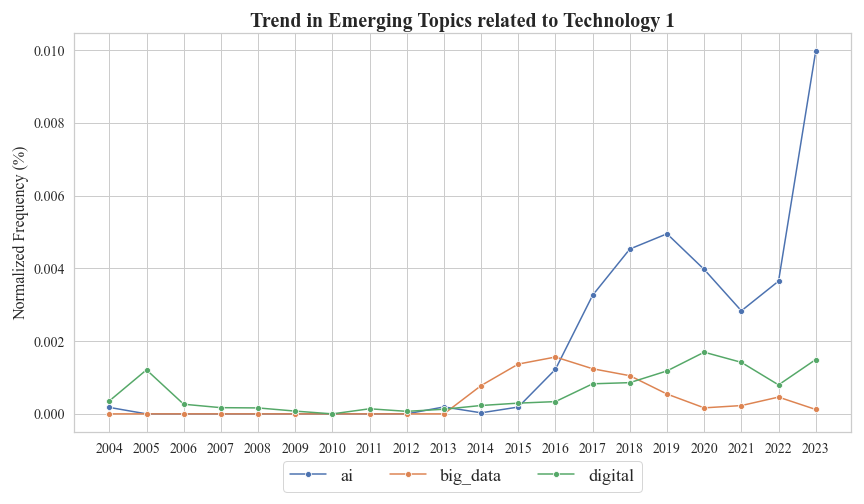 Trend in Emerging Topics related to Technology 1
Normalized Frequency (%)
0.010
0.008
0.006
0.004
0.002
0.000
2004 2005 2006 2007 2008 2009 2010 2011 2012 2013 2014 2015 2016 2017 2018 2019 2020 2021 2022 2023
ai big_data digital